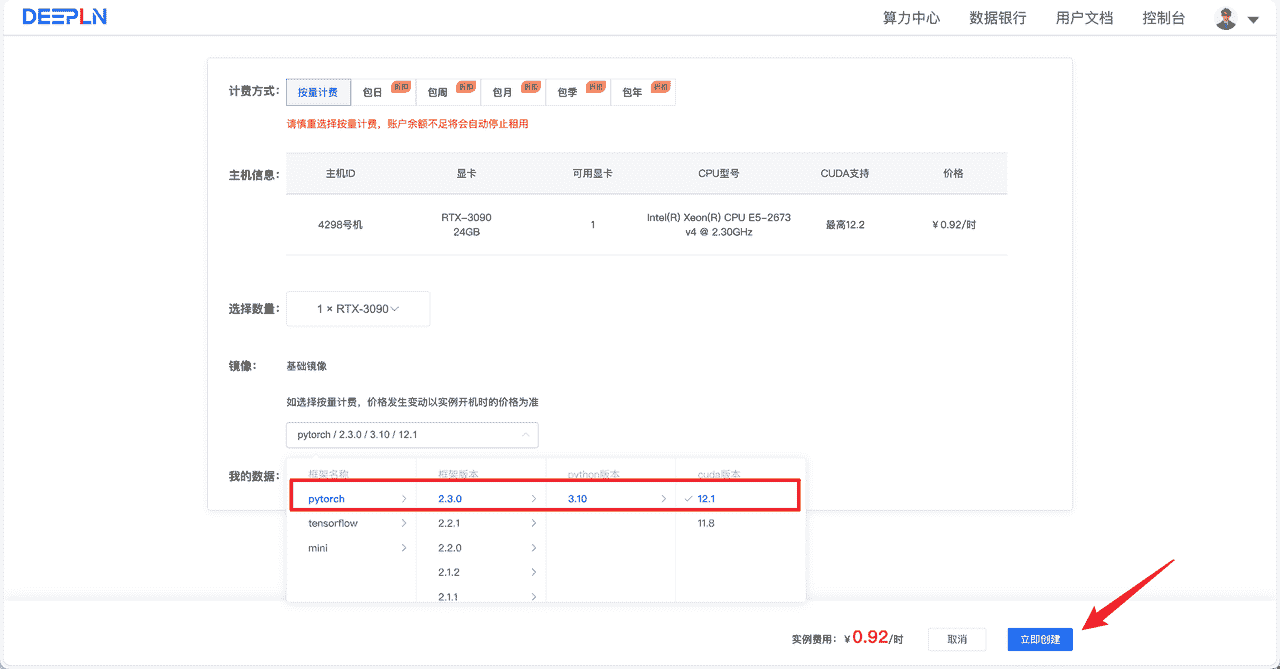 DEEPLN
算力中心 数据银行 用户文档 控制台
计费方式： 按量计费 包日 折扣 包周 折扣 包月 折扣 包季 折扣 包年 折扣
请慎重选择按量计费，账户余额不足将会自动停止租用
主机信息： 主机ID 显卡 可用显卡 CPU型号 CUDA支持 价格
4298号机 RTX-3090 24GB 1 Intel(R) Xeon(R) CPU E5-2673 v4 @ 2.30GHz 最高12.2 ¥ 0.92/时
选择数量： 1 × RTX-3090
镜像： 基础镜像
如选择按量计费，价格发生变动以实例开机时的价格为准
pytorch / 2.3.0 / 3.10 / 12.1
我的数据： 框架名称 框架版本 python版本 cuda版本
pytorch 2.3.0 3.10 12.1
tensorflow 2.2.1 11.8
mini 2.2.0
2.1.2
2.1.1
实例费用： ¥ 0.92/时 取消 立即创建